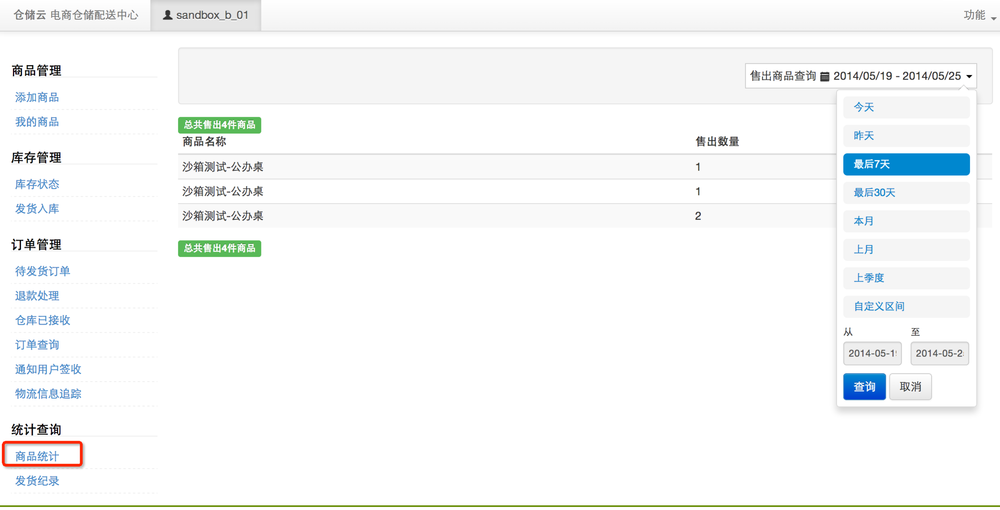 仓储云 电商仓储配送中心
sandbox_b_01
功能
商品管理
添加商品
我的商品
库存管理
库存状态
发货入库
订单管理
待发货订单
退款处理
仓库已接收
订单查询
通知用户签收
物流信息追踪
统计查询
商品统计
发货纪录
售出商品查询 2014/05/19 - 2014/05/25
总共售出4件商品
商品名称 售出数量
沙箱测试-公办桌 1
沙箱测试-公办桌 1
沙箱测试-公办桌 2
总共售出4件商品
今天
昨天
最后7天
最后30天
本月
上月
上季度
自定义区间
从 至
2014-05-1 2014-05-2
查询 取消